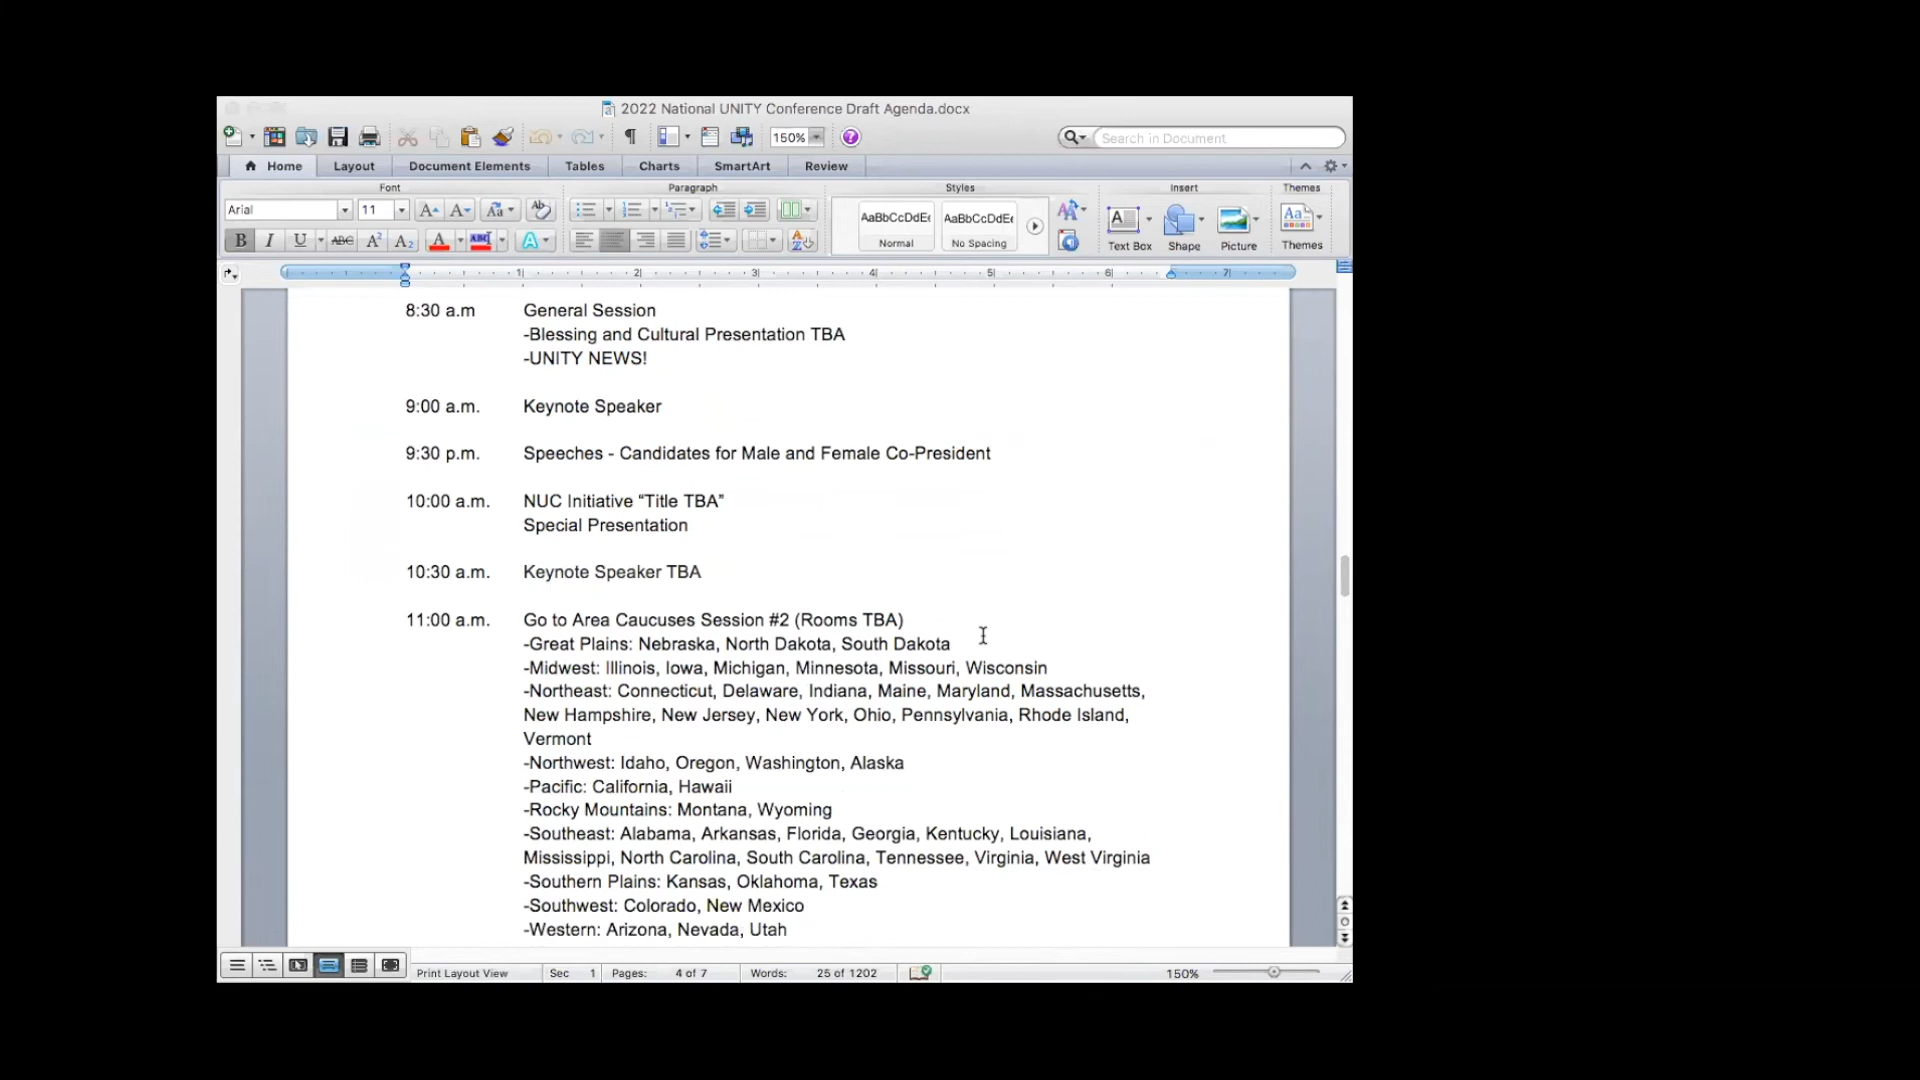 2022 National UNITY Conference Draft Agenda.docx
150%
Search in Document
Home Layout Document Elements Tables Charts SmartArt Review
Font Paragraph Styles Insert Themes
Arial 11
AaBbCcDdEe AaBbCcDdEe
Normal No Spacing
Text Box Shape Picture Themes
8:30 a.m General Session
-Blessing and Cultural Presentation TBA
-UNITY NEWS!
9:00 a.m. Keynote Speaker
9:30 p.m. Speeches - Candidates for Male and Female Co-President
10:00 a.m. NUC Initiative “Title TBA”
Special Presentation
10:30 a.m. Keynote Speaker TBA
11:00 a.m. Go to Area Caucuses Session #2 (Rooms TBA)
-Great Plains: Nebraska, North Dakota, South Dakota
-Midwest: Illinois, Iowa, Michigan, Minnesota, Missouri, Wisconsin
-Northeast: Connecticut, Delaware, Indiana, Maine, Maryland, Massachusetts,
New Hampshire, New Jersey, New York, Ohio, Pennsylvania, Rhode Island,
Vermont
-Northwest: Idaho, Oregon, Washington, Alaska
-Pacific: California, Hawaii
-Rocky Mountains: Montana, Wyoming
-Southeast: Alabama, Arkansas, Florida, Georgia, Kentucky, Louisiana,
Mississippi, North Carolina, South Carolina, Tennessee, Virginia, West Virginia
-Southern Plains: Kansas, Oklahoma, Texas
-Southwest: Colorado, New Mexico
-Western: Arizona, Nevada, Utah
Print Layout View Sec 1 Pages: 4 of 7 Words: 25 of 1202 150%